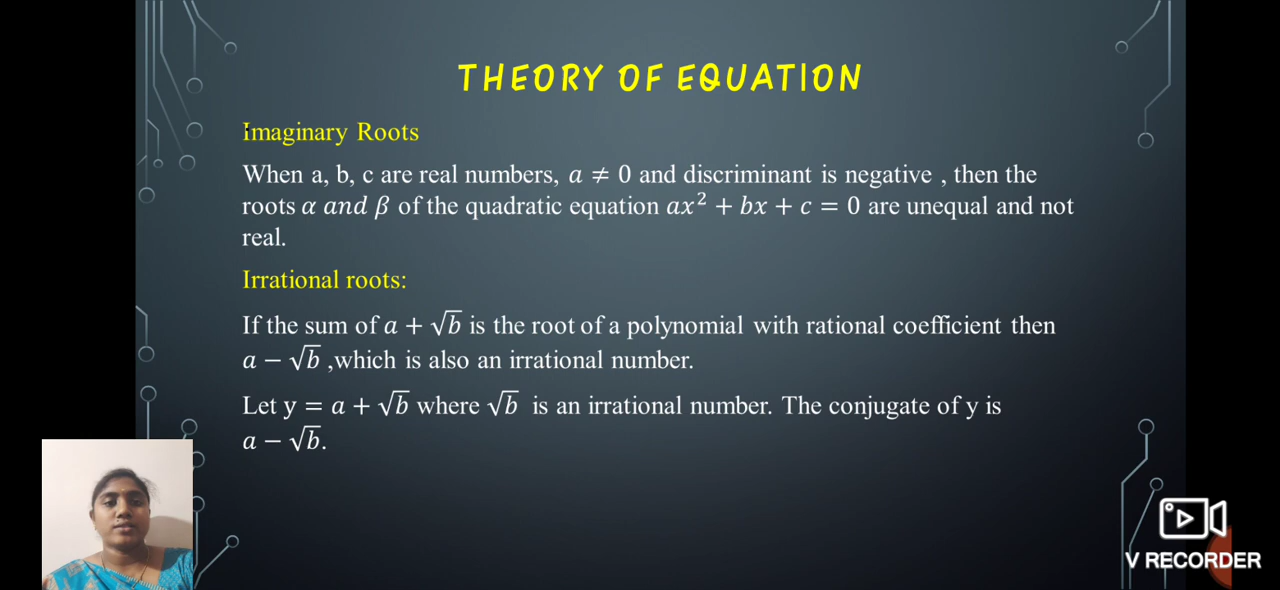 THEORY OF EQUATION
Imaginary Roots
When a, b, c are real numbers, a ≠ 0 and discriminant is negative , then the
roots α and β of the quadratic equation ax² + bx + c = 0 are unequal and not
real.
Irrational roots:
If the sum of a + √b is the root of a polynomial with rational coefficient then
a − √b ,which is also an irrational number.
Let y = a + √b where √b is an irrational number. The conjugate of y is
a − √b.
V RECORDER